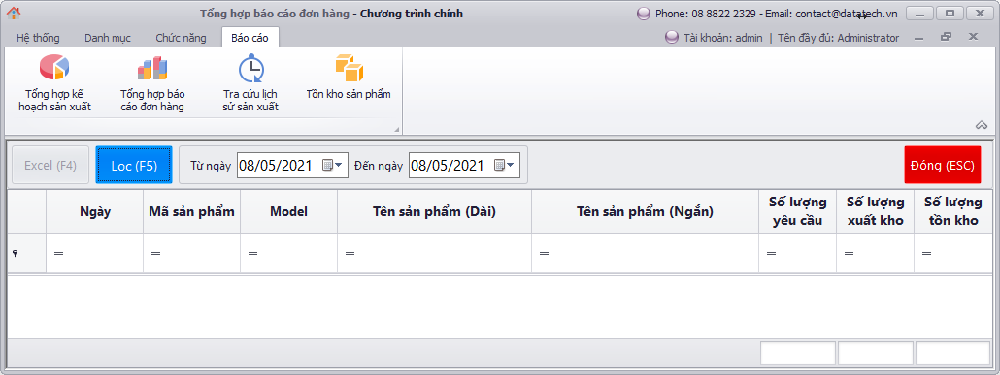 Tổng hợp báo cáo đơn hàng - Chương trình chính
Phone: 08 8822 2329 - Email: contact@datatech.vn
Hệ thống Danh mục Chức năng Báo cáo
Tài khoản: admin | Tên đầy đủ: Administrator
Tổng hợp kế
hoạch sản xuất
Tổng hợp báo
cáo đơn hàng
Tra cứu lịch
sử sản xuất
Tồn kho sản phẩm
Excel (F4)
Lọc (F5)
Từ ngày 08/05/2021 Đến ngày 08/05/2021
Đóng (ESC)
Ngày
Mã sản phẩm
Model
Tên sản phẩm (Dài)
Tên sản phẩm (Ngắn)
Số lượng
yêu cầu
Số lượng
xuất kho
Số lượng
tồn kho
= = = = = = = =